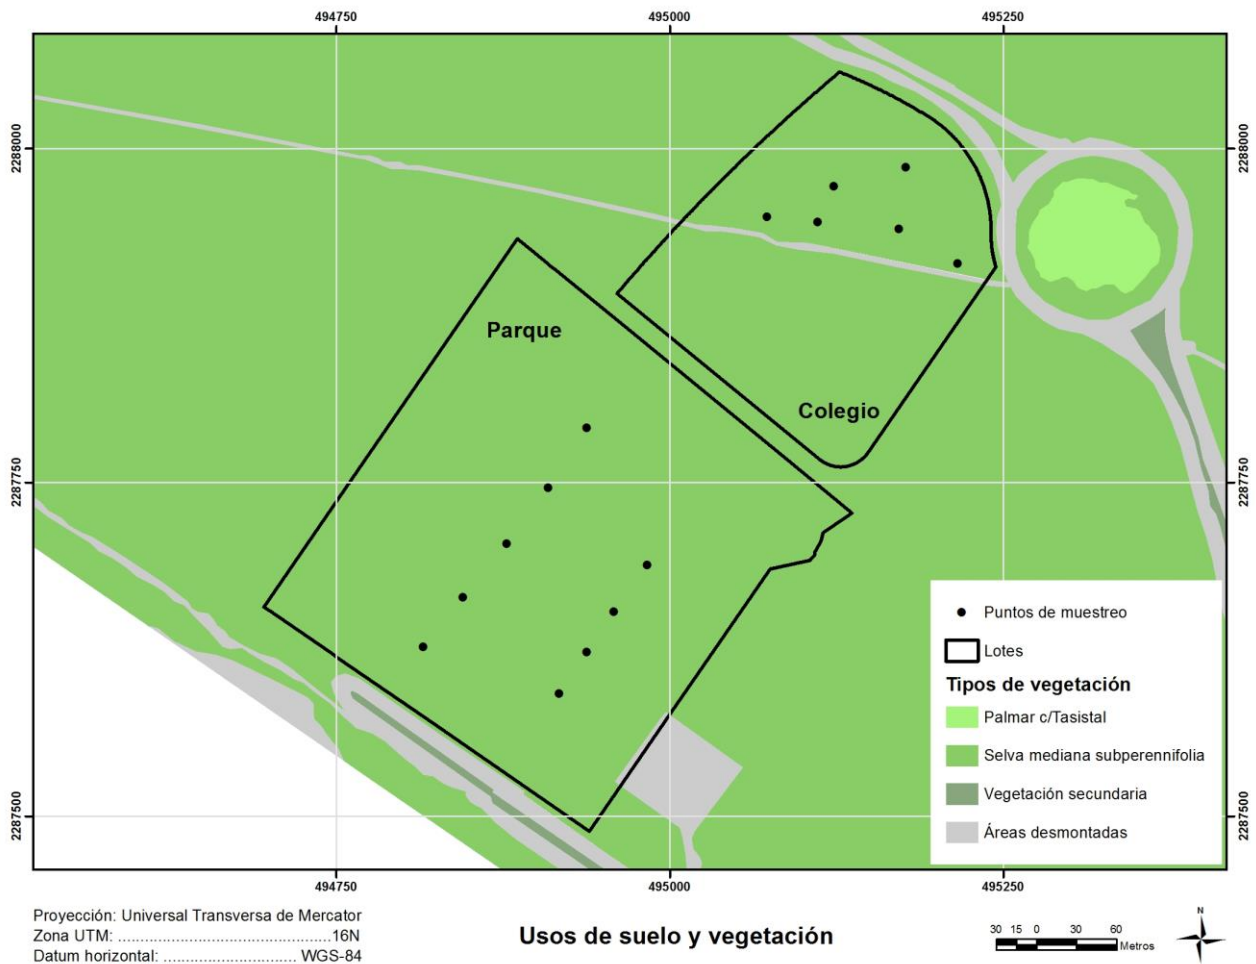 494750 495000 495250
2288000 2288000
Parque
Colegio
2287750 2287750
Puntos de muestreo
Lotes
Tipos de vegetación
Palmar c/Tasistal
Selva mediana subperennifolia
Vegetación secundaria
Áreas desmontadas
2287500 2287500
494750 495000 495250
Proyección: Universal Transversa de Mercator
Zona UTM: ......................................16N
Datum horizontal: ........................... WGS-84
Usos de suelo y vegetación
30 15 0 30 60
Metros
N